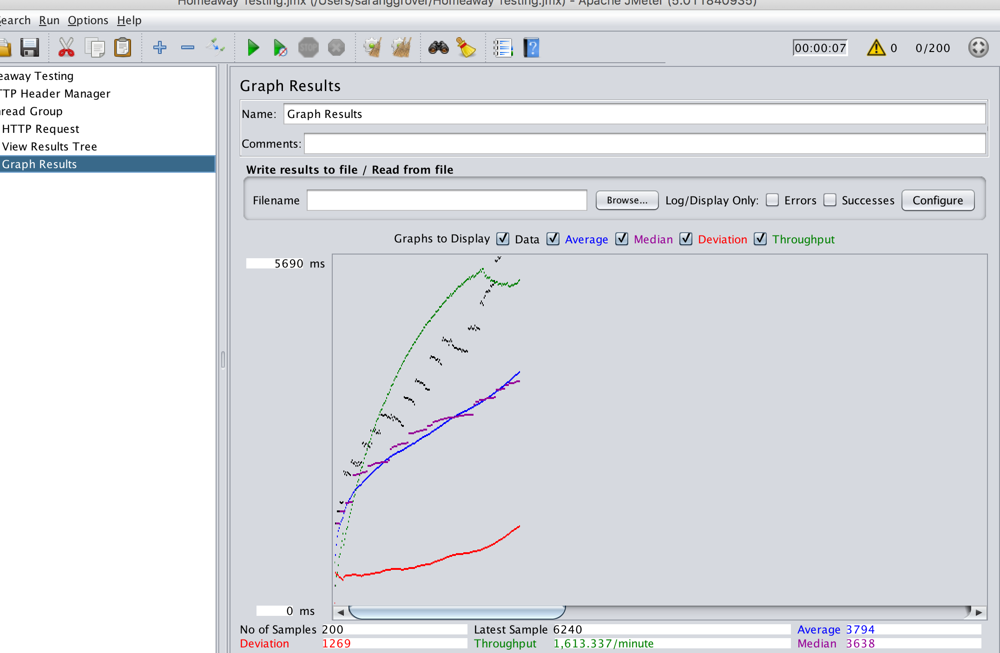 Homeaway Testing.jmx (/Users/saranggrover/Homeaway Testing.jmx) - Apache JMeter (5.0 r1840935)
Search Run Options Help
STOP
00:00:07 0 0/200
eaway Testing
TTP Header Manager
nread Group
HTTP Request
View Results Tree
Graph Results
Graph Results
Name: Graph Results
Comments:
Write results to file / Read from file
Filename Browse... Log/Display Only: Errors Successes Configure
Graphs to Display Data Average Median Deviation Throughput
5690 ms
0 ms
No of Samples 200 Latest Sample 6240 Average 3794
Deviation 1269 Throughput 1,613.337/minute Median 3638